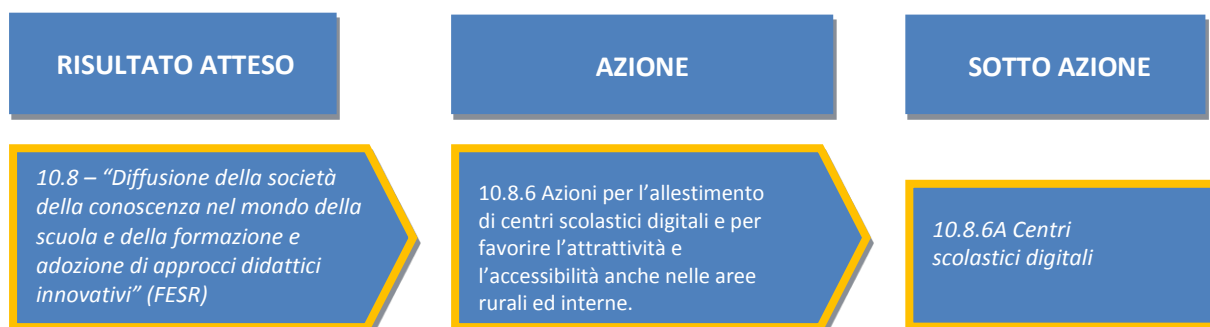 RISULTATO ATTESO
AZIONE
SOTTO AZIONE
10.8 – “Diffusione della società
della conoscenza nel mondo della
scuola e della formazione e
adozione di approcci didattici
innovativi” (FESR)
10.8.6 Azioni per l’allestimento
di centri scolastici digitali e per
favorire l’attrattività e
l’accessibilità anche nelle aree
rurali ed interne.
10.8.6A Centri
scolastici digitali